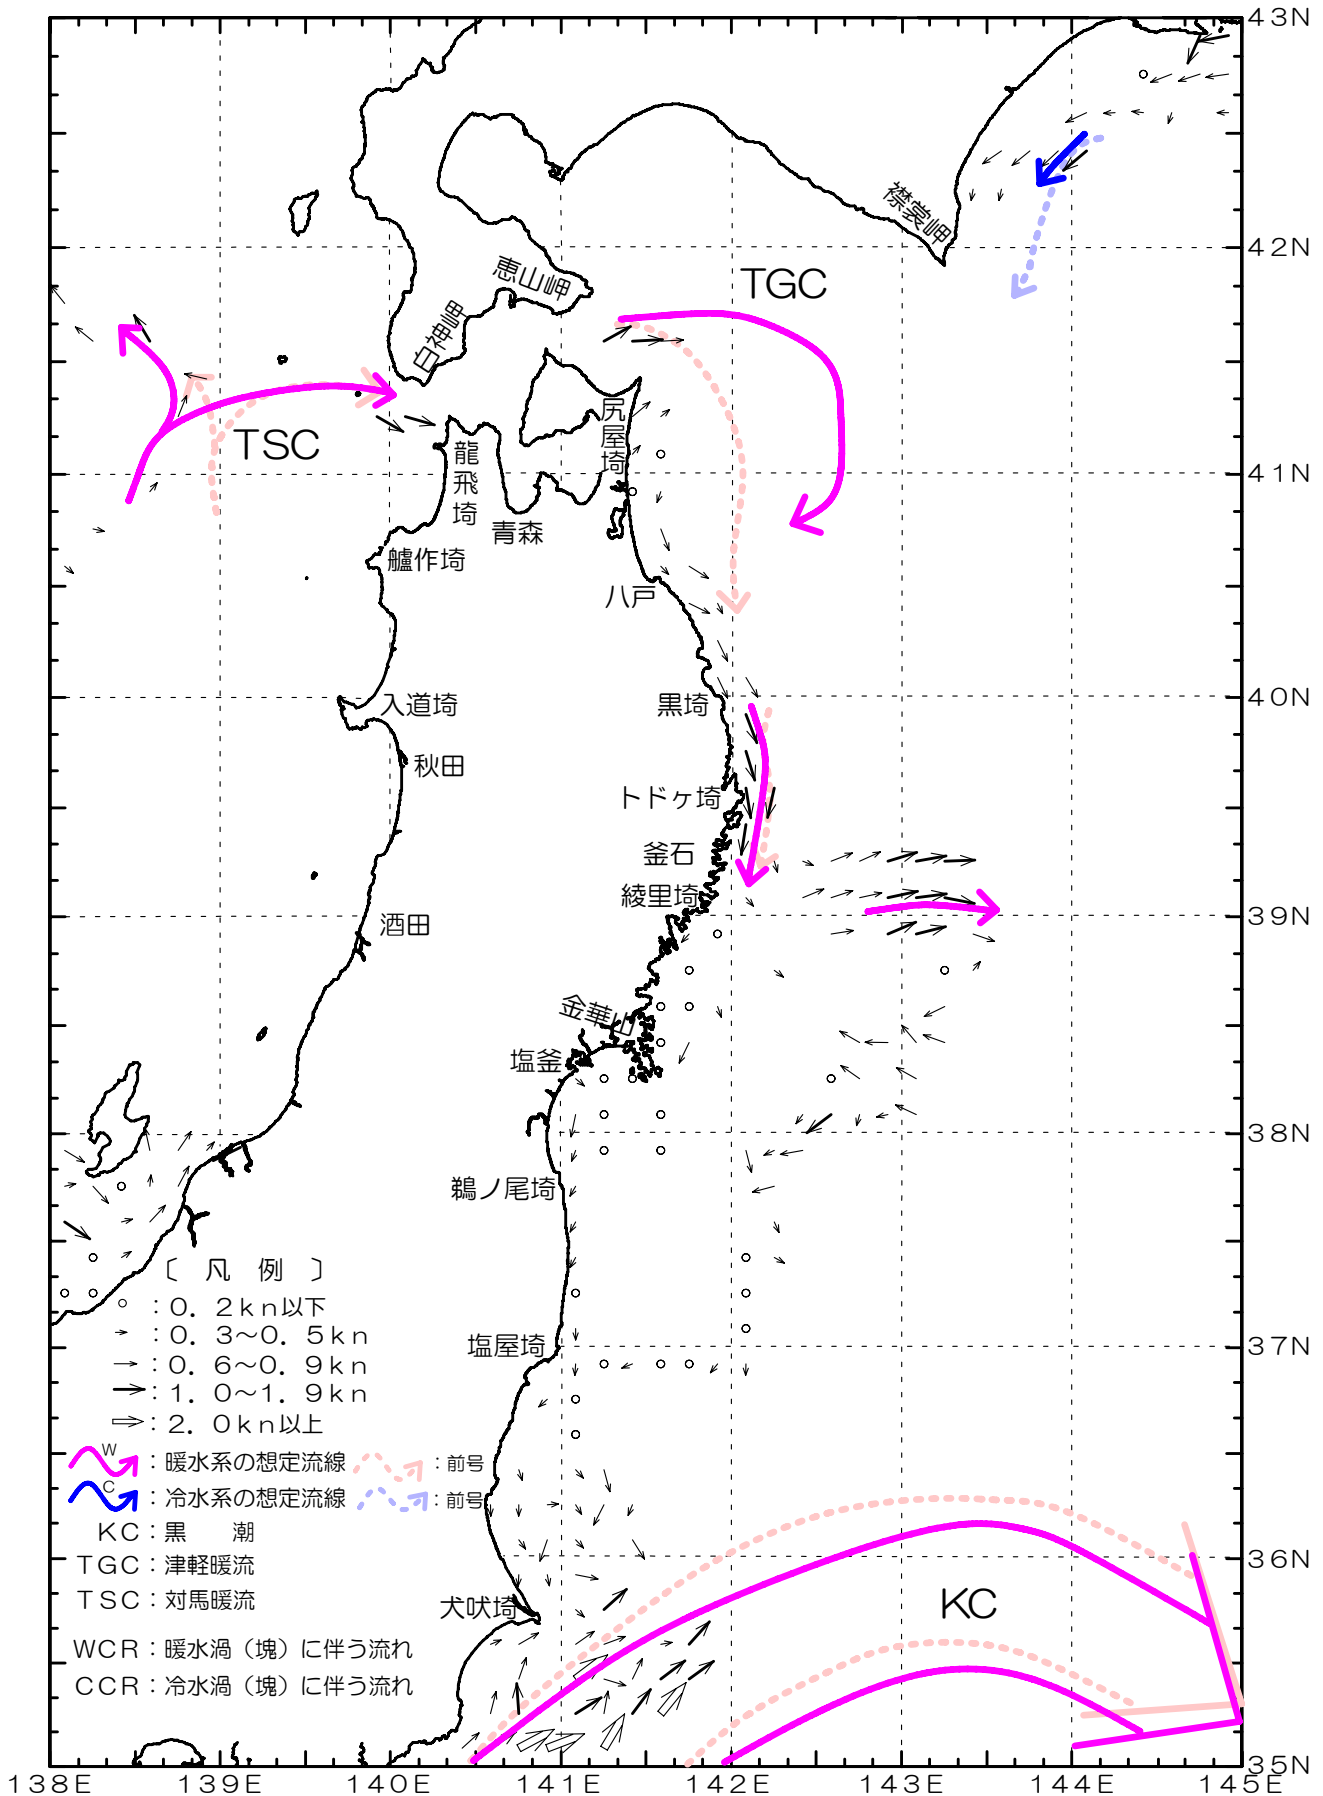 43N
襟裳岬
42N
恵山岬
TGC
白神岬
尻屋埼
TSC
龍飛埼
41N
青森
艫作埼
八戸
40N
入道埼
黒埼
秋田
トドヶ埼
釜石
綾里埼
39N
酒田
金華山
塩釜
38N
鵜ノ尾埼
〔 凡 例 〕
:0.2kn以下
:0.3~0.5kn
塩屋埼
37N
:0.6~0.9kn
:1.0~1.9kn
:2.0kn以上
W
:暖水系の想定流線
:前号
C
:冷水系の想定流線
:前号
KC:黒 潮
36N
TGC:津軽暖流
TSC:対馬暖流
犬吠埼
KC
WCR:暖水渦(塊)に伴う流れ
CCR:冷水渦(塊)に伴う流れ
35N
138E 139E 140E 141E 142E 143E 144E 145E